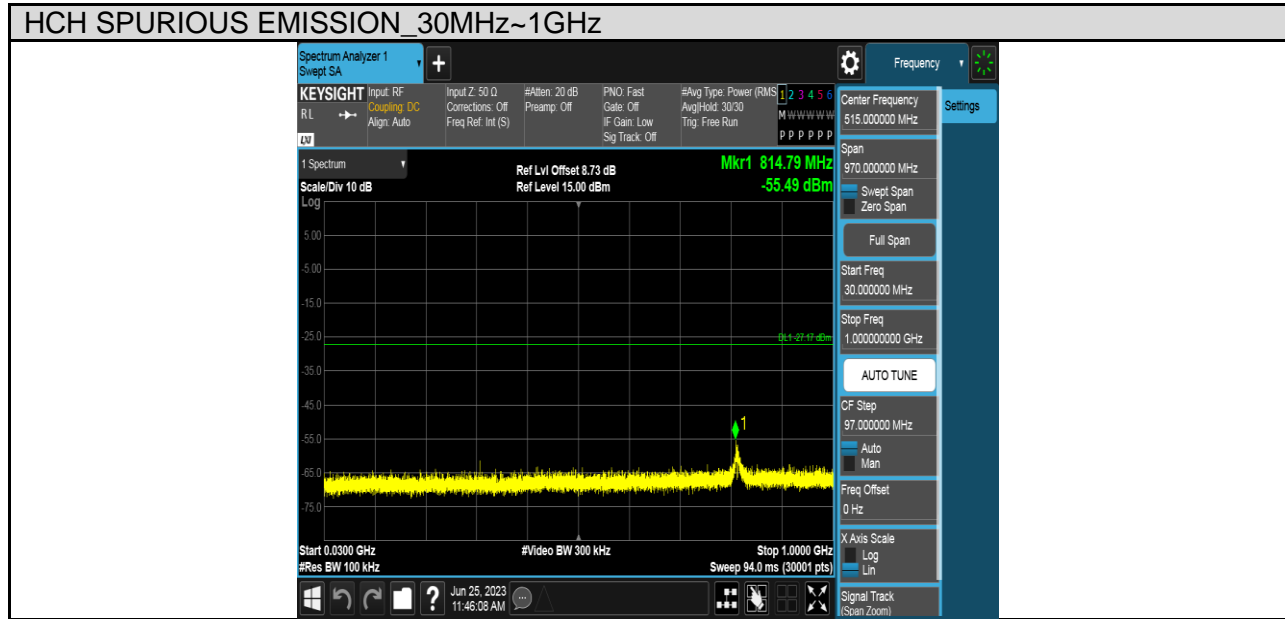 HCH SPURIOUS EMISSION_30MHz~1GHz
Spectrum Analyzer 1
Swept SA
+
Frequency
KEYSIGHT
RL
LXI
Input: RF
Coupling: DC
Align: Auto
Input Z: 50 Ω
Corrections: Off
Freq Ref: Int (S)
#Atten: 20 dB
Preamp: Off
PNO: Fast
Gate: Off
IF Gain: Low
Sig Track: Off
#Avg Type: Power (RMS
Avg|Hold: 30/30
Trig: Free Run
1 2 3 4 5 6
M W W W W W
P P P P P P
1 Spectrum
Scale/Div 10 dB
Ref Lvl Offset 8.73 dB
Ref Level 15.00 dBm
Mkr1 814.79 MHz
-55.49 dBm
Log
5.00
-5.00
-15.0
-25.0
DL1 -27.17 dBm
-35.0
-45.0
1
-55.0
-65.0
-75.0
Start 0.0300 GHz
#Res BW 100 kHz
#Video BW 300 kHz
Stop 1.0000 GHz
Sweep 94.0 ms (30001 pts)
?
Jun 25, 2023
11:46:08 AM
Center Frequency
515.000000 MHz
Settings
Span
970.000000 MHz
Swept Span
Zero Span
Full Span
Start Freq
30.000000 MHz
Stop Freq
1.000000000 GHz
AUTO TUNE
CF Step
97.000000 MHz
Auto
Man
Freq Offset
0 Hz
X Axis Scale
Log
Lin
Signal Track
(Span Zoom)